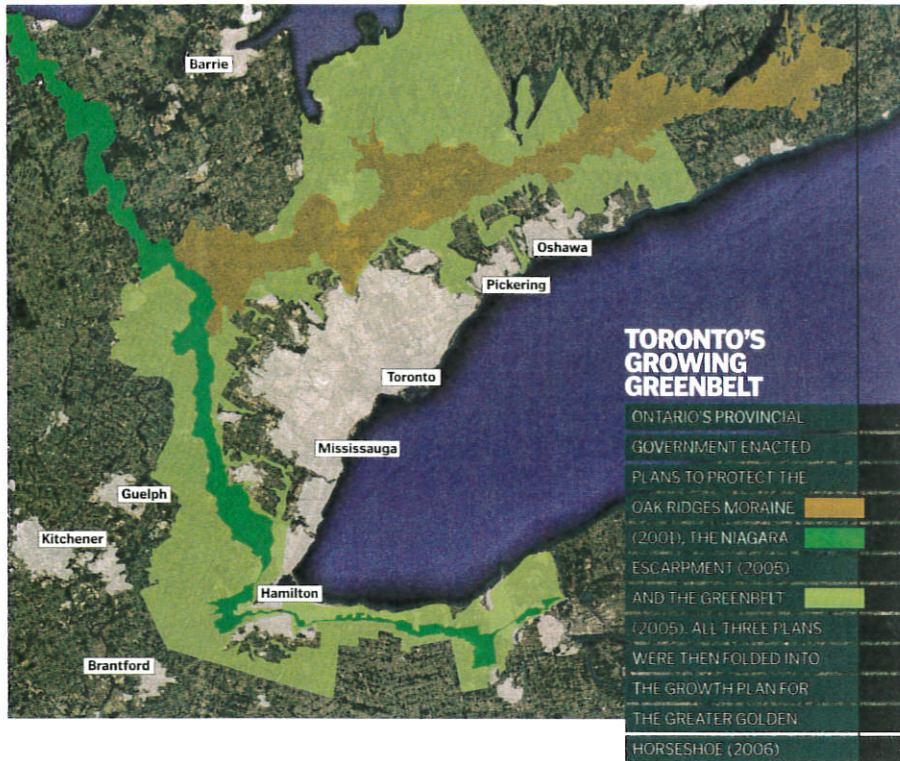 Barrie
Oshawa
Pickering
Toronto
Mississauga
Guelph
Kitchener
Hamilton
Brantford
TORONTO'S
GROWING
GREENBELT
ONTARIO'S PROVINCIAL
GOVERNMENT ENACTED
PLANS TO PROTECT THE
OAK RIDGES MORAINE
(2001), THE NIAGARA
ESCARPMENT (2005)
AND THE GREENBELT
(2005). ALL THREE PLANS
WERE THEN FOLDED INTO
THE GROWTH PLAN FOR
THE GREATER GOLDEN
HORSESHOE (2006)